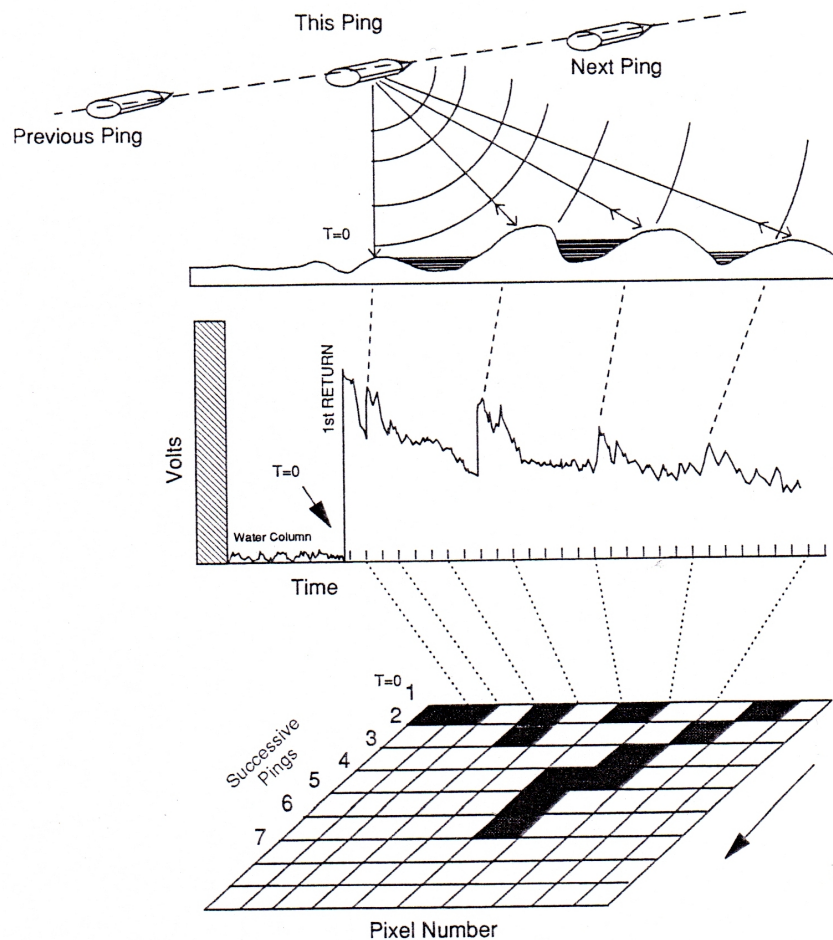 This Ping
Next Ping
Previous Ping
T=0
1st RETURN
Volts
T=0
Water Column
Time
T=0
1
2
3
4
5
6
7
Successive
Pings
Pixel Number